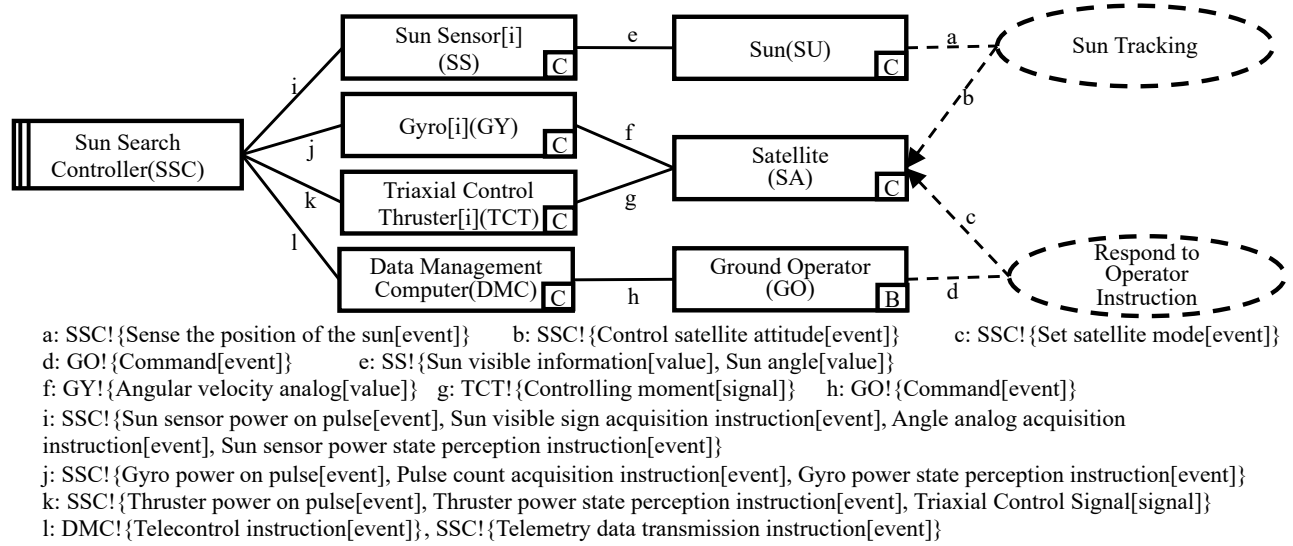 Sun Sensor[i]
(SS)
C
e
Sun(SU)
C
a
Sun Tracking
i
b
Sun Search
Controller(SSC)
j
Gyro[i](GY)
C
f
Satellite
(SA)
C
k
Triaxial Control
Thruster[i](TCT)
C
g
c
l
Data Management
Computer(DMC)
C
h
Ground Operator
(GO)
B
d
Respond to
Operator
Instruction
a: SSC!{Sense the position of the sun[event]} b: SSC!{Control satellite attitude[event]} c: SSC!{Set satellite mode[event]}
d: GO!{Command[event]} e: SS!{Sun visible information[value], Sun angle[value]}
f: GY!{Angular velocity analog[value]} g: TCT!{Controlling moment[signal]} h: GO!{Command[event]}
i: SSC!{Sun sensor power on pulse[event], Sun visible sign acquisition instruction[event], Angle analog acquisition
instruction[event], Sun sensor power state perception instruction[event]}
j: SSC!{Gyro power on pulse[event], Pulse count acquisition instruction[event], Gyro power state perception instruction[event]}
k: SSC!{Thruster power on pulse[event], Thruster power state perception instruction[event], Triaxial Control Signal[signal]}
l: DMC!{Telecontrol instruction[event]}, SSC!{Telemetry data transmission instruction[event]}